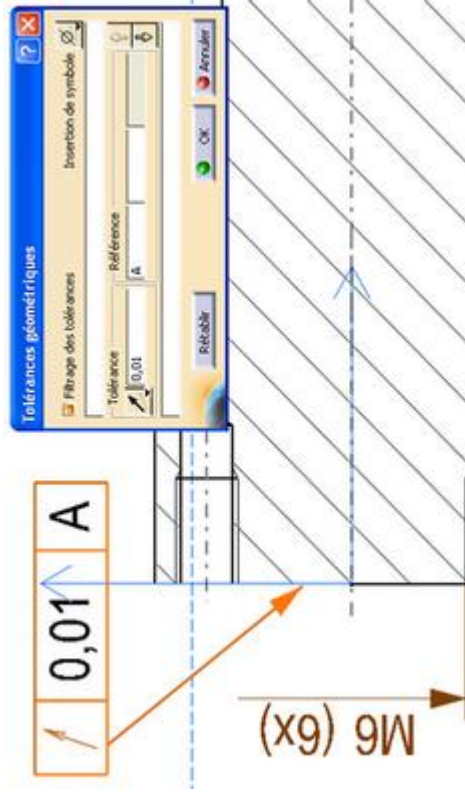 Tolérances géométriques
Filtrage des tolérances
Insertion de symbole
Tolérance
Référence
0,01
A
Rétablir
OK
Annuler
0,01 A
M6 (6x)